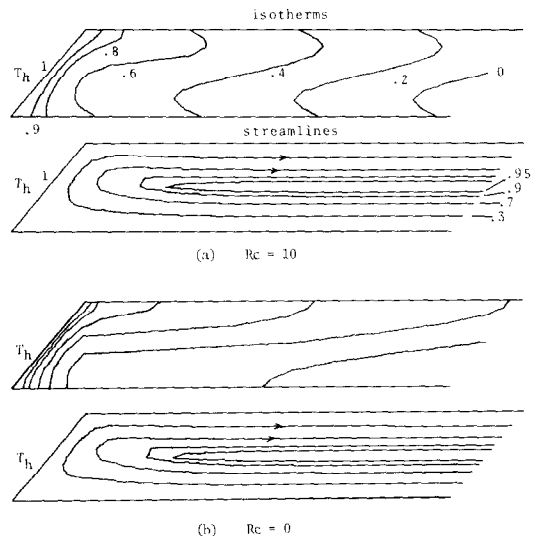 isotherms
T_h 1 .8 .6 .4 .2 0
.9
streamlines
T_h 1
.95
.9
.7
.3
(a) Rc = 10
T_h
T_h
(b) Rc = 0